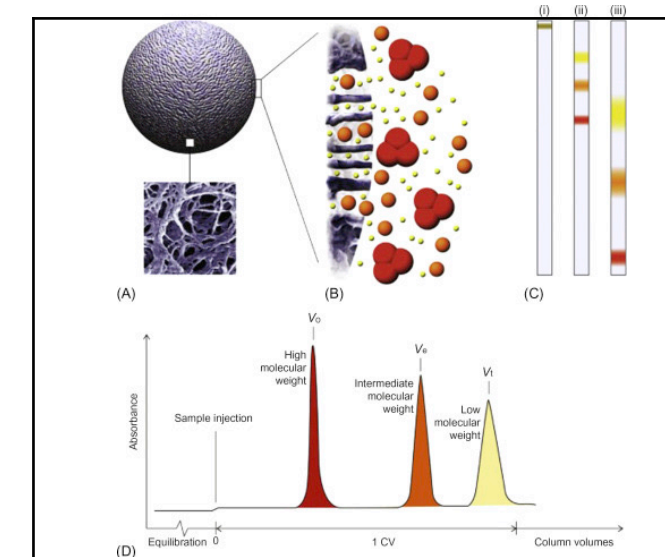 (i)
(ii)
(iii)
(A)
(B)
(C)
Vo
High
molecular
weight
Ve
Intermediate
molecular
weight
Vt
Low
molecular
weight
Sample injection
Absorbance
Equilibration 0
1 CV
Column volumes
(D)